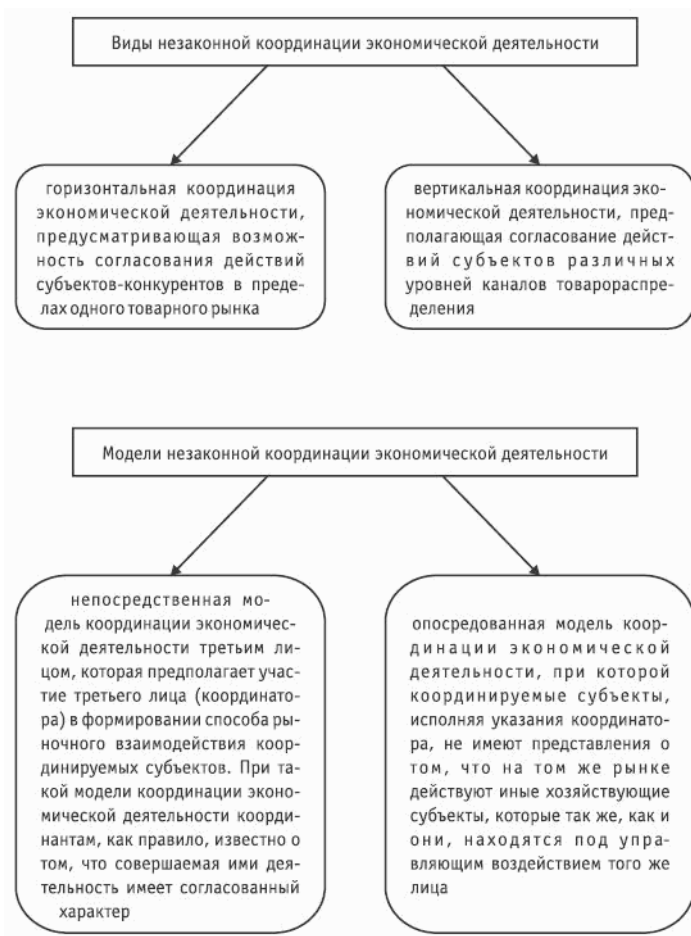 Виды незаконной координации экономической деятельности
горизонтальная координация
экономической деятельности,
предусматривающая возмож-
ность согласования действий
субъектов-конкурентов в преде-
лах одного товарного рынка
вертикальная координация эко-
номической деятельности, пред-
полагающая согласование дейст-
вий субъектов различных
уровней каналов товарораспре-
деления
Модели незаконной координации экономической деятельности
непосредственная мо-
дель координации экономичес-
кой деятельности третьим ли-
цом, которая предполагает учас-
тие третьего лица (координато-
ра) в формировании способа ры-
ночного взаимодействия коор-
динируемых субъектов. При та-
кой модели координации эконо-
мической деятельности коорди-
нантам, как правило, известно о
том, что совершаемая ими дея-
тельность имеет согласованный
характер
опосредованная модель коор-
динации экономической
деятельности, при которой
координируемые субъекты,
исполняя указания координато-
ра, не имеют представления о
том, что на том же рынке
действуют иные хозяйствующие
субъекты, которые так же, как и
они, находятся под упра-
вляющим воздействием того же
лица